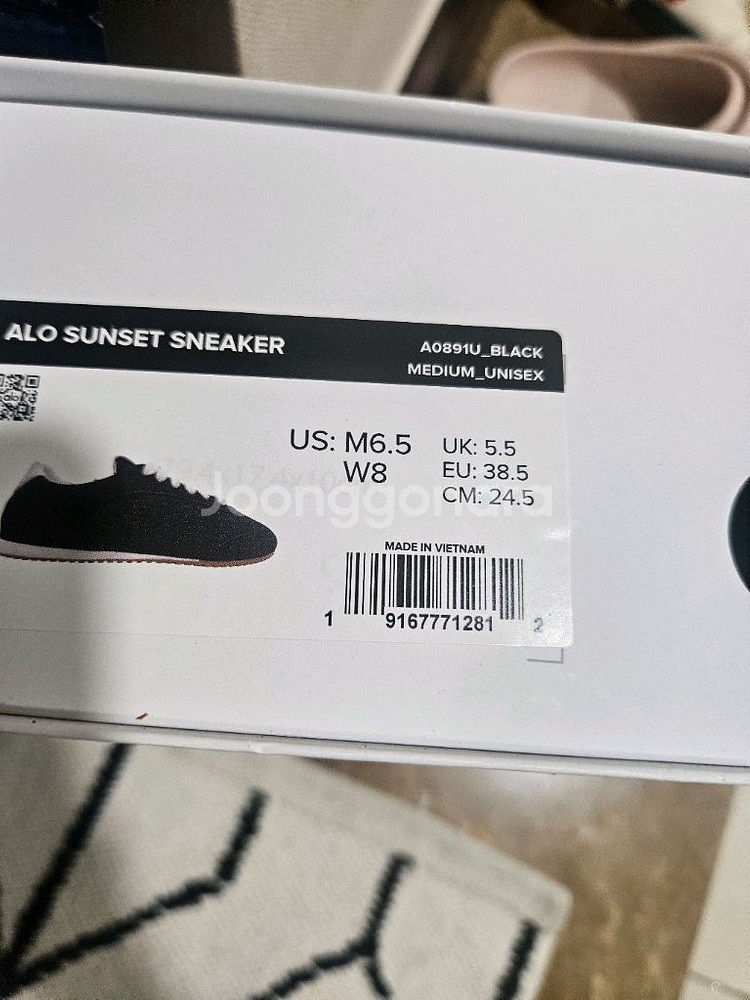 ALO SUNSET SNEAKER
A0891U_BLACK
MEDIUM_UNISEX
alo
US: M6.5
W8
UK: 5.5
EU: 38.5
CM: 24.5
Joonggonara
MADE IN VIETNAM
1 9167771281 2